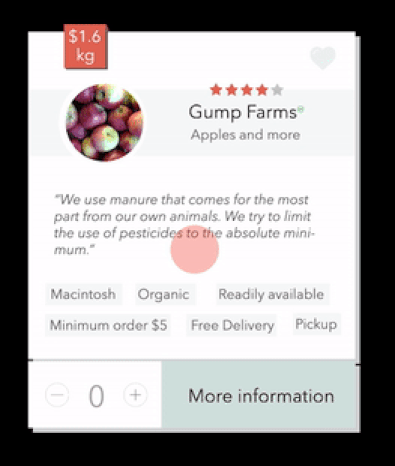 $1.6
kg
Gump Farms
Apples and more
"We use manure that comes for the most
part from our own animals. We try to limit
the use of pesticides to the absolute mini-
mum."
Macintosh Organic Readily available
Minimum order $5 Free Delivery Pickup
0 More information